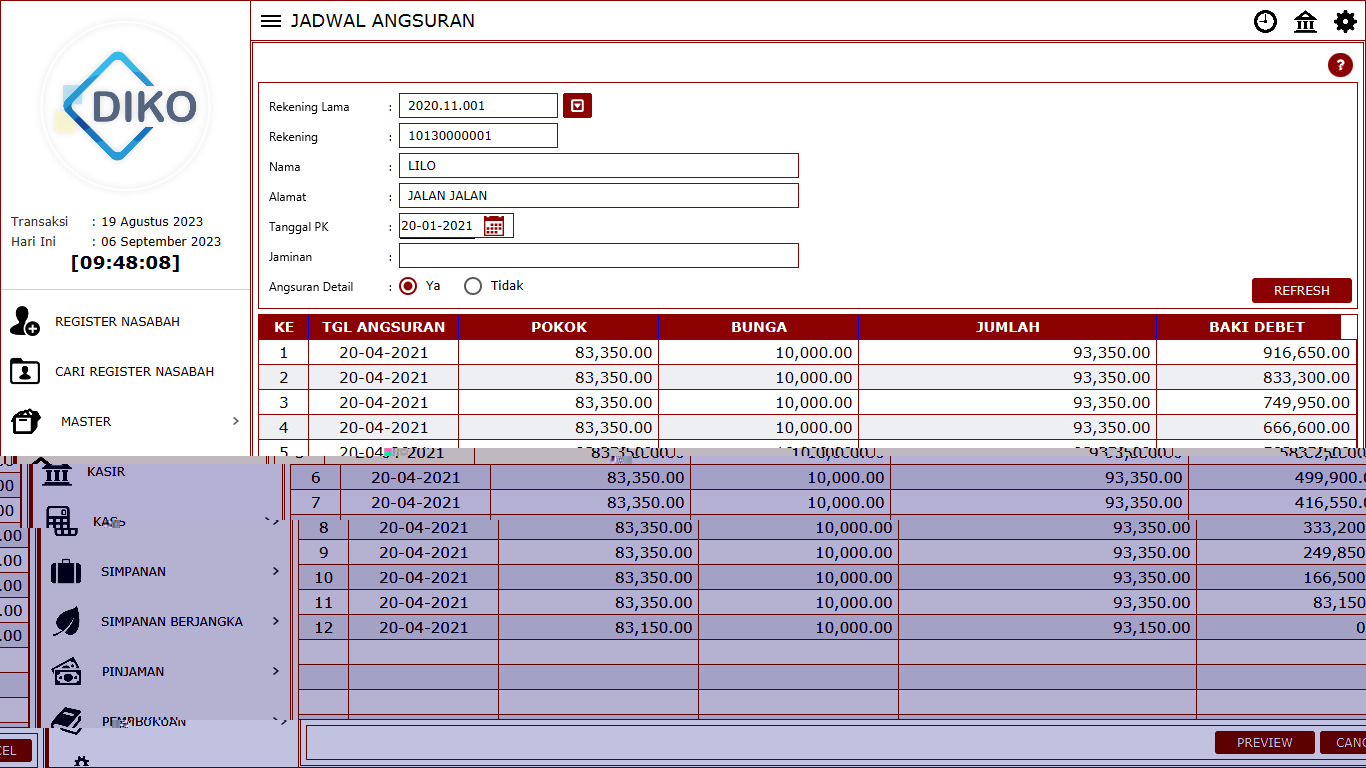 JADWAL ANGSURAN
DIKO
?
Transaksi : 19 Agustus 2023
Hari Ini : 06 September 2023
[09:48:08]
REGISTER NASABAH
CARI REGISTER NASABAH
MASTER
KASIR
SIMPANAN
SIMPANAN BERJANGKA
PINJAMAN
PEMBUKUAN
Rekening Lama : 2020.11.001
Rekening : 10130000001
Nama : LILO
Alamat : JALAN JALAN
Tanggal PK : 20-01-2021
Jaminan :
Angsuran Detail : Ya Tidak
REFRESH
KE TGL ANGSURAN POKOK BUNGA JUMLAH BAKI DEBET
1 20-04-2021 83,350.00 10,000.00 93,350.00 916,650.00
2 20-04-2021 83,350.00 10,000.00 93,350.00 833,300.00
3 20-04-2021 83,350.00 10,000.00 93,350.00 749,950.00
4 20-04-2021 83,350.00 10,000.00 93,350.00 666,600.00
5
6 20-04-2021 83,350.00 10,000.00 93,350.00 499,900.0
7 20-04-2021 83,350.00 10,000.00 93,350.00 416,550.0
8 20-04-2021 83,350.00 10,000.00 93,350.00 333,200
9 20-04-2021 83,350.00 10,000.00 93,350.00 249,850
10 20-04-2021 83,350.00 10,000.00 93,350.00 166,500
11 20-04-2021 83,350.00 10,000.00 93,350.00 83,150
12 20-04-2021 83,150.00 10,000.00 93,150.00 0
PREVIEW CANC
CEL